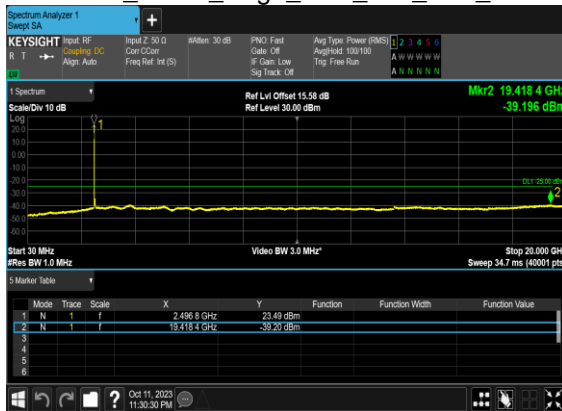 Spectrum Analyzer 1
Swept SA
+
KEYSIGHT Input: RF Input Z: 50 Ω #Atten: 30 dB PNO: Fast Avg Type: Power (RMS) 1 2 3 4 5 6
R T Coupling: DC Corr CCorr Gate: Off Avg|Hold: 100/100 A W W W W W
Align: Auto Freq Ref: Int (S) IF Gain: Low Trig: Free Run
LXI Sig Track: Off A N N N N N
1 Spectrum Ref Lvl Offset 15.58 dB Mkr2 19.418 4 GHz
Scale/Div 10 dB Ref Level 30.00 dBm -39.196 dBm
Log
20.0
10.0
0.00
-10.0
-20.0
-30.0
-40.0
-50.0
-60.0
1
DL1 -25.00 dBm
2
Start 30 MHz Video BW 3.0 MHz* Stop 20.000 GHz
#Res BW 1.0 MHz Sweep 34.7 ms (40001 pts)
5 Marker Table
Mode Trace Scale X Y Function Function Width Function Value
1 N 1 f 2.496 8 GHz 23.49 dBm
2 N 1 f 19.418 4 GHz -39.20 dBm
3
4
5
6
? Oct 11, 2023
11:30:30 PM